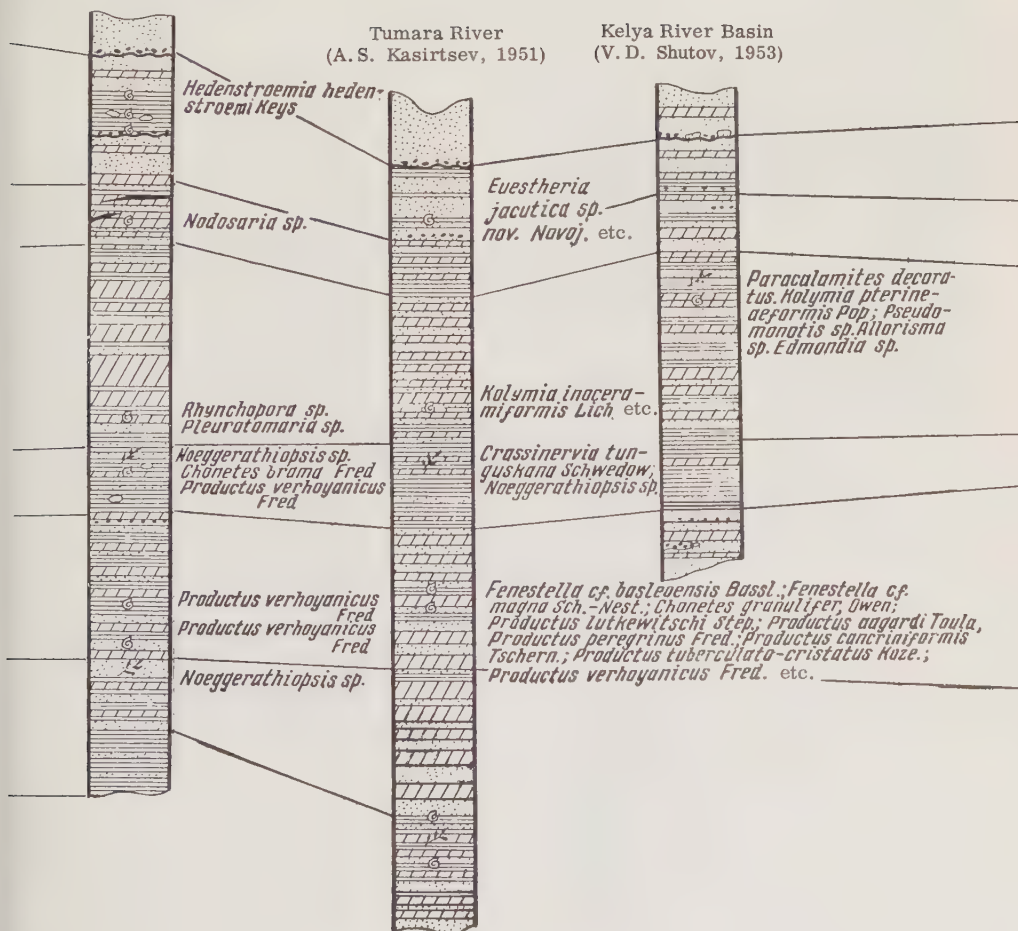 Tumara River
(A. S. Kasirtsev, 1951)
Kelya River Basin
(V. D. Shutov, 1953)
Hedenstroemia heden-
stroemi Keys
Nodosaria sp.
Rhynchopora sp.
Pleurotomaria sp.
Noeggerathiopsis sp.
Chonetes brama Fred
Productus verhoyanicus
Fred
Productus verhoyanicus
Fred
Productus verhoyanicus
Fred
Noeggerathiopsis sp.
Euestheria
jacutica sp.
nov. Novoj. etc.
Kolymia inocera-
miformis Lich. etc.
Crassinervia tun-
guskana Schwedow;
Noeggerathiopsis sp.
Fenestella cf. basleoensis Bassl.; Fenestella cf.
magna Sch.-Nest.; Chonetes granulifer, Owen;
Productus lutkewitschi Step.; Productus aagardi Toula,
Productus peregrinus Fred.; Productus cancriniformis
Tschern.; Productus tuberculata-cristatus Koze.;
Productus verhoyanicus Fred. etc.
Paracalamites decora-
tus. Kolymia pterine-
aeformis Pop; Pseudo-
monotis sp. Allorisma
sp. Edmondia sp.